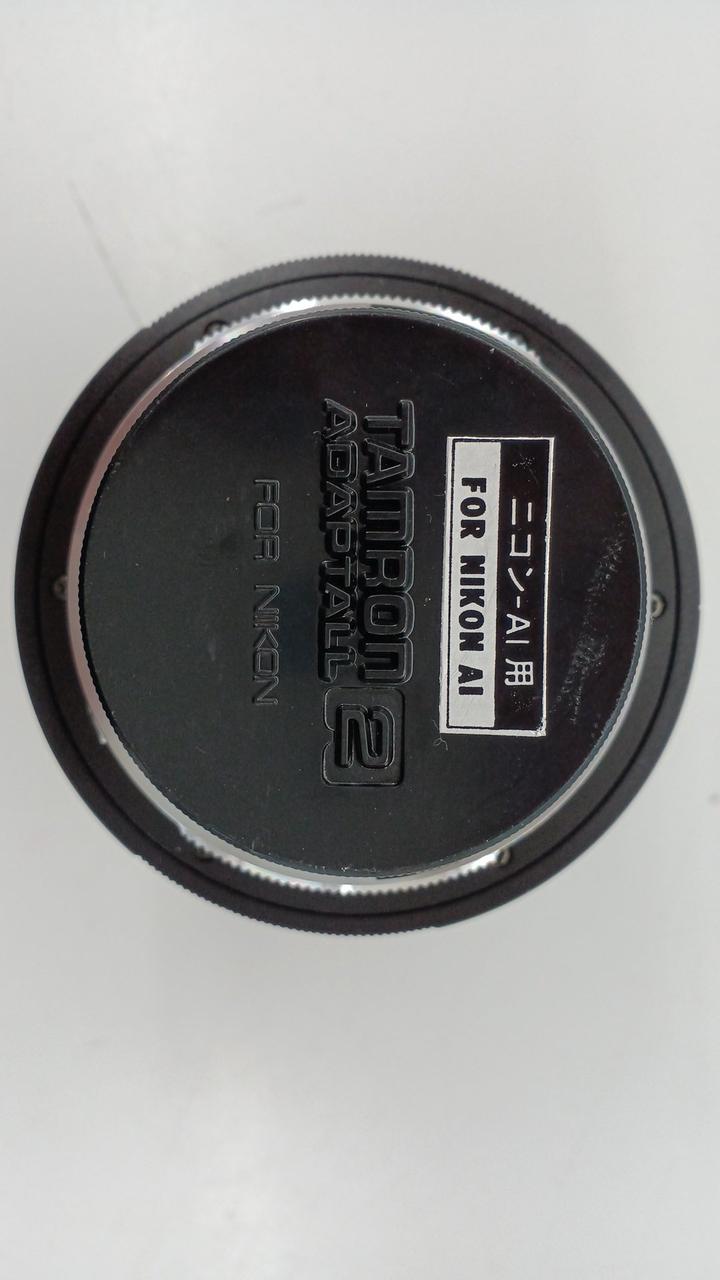 ニコン-AI用
FOR NIKON AI
TAMRON
ADAPTALL 2
FOR NIKON